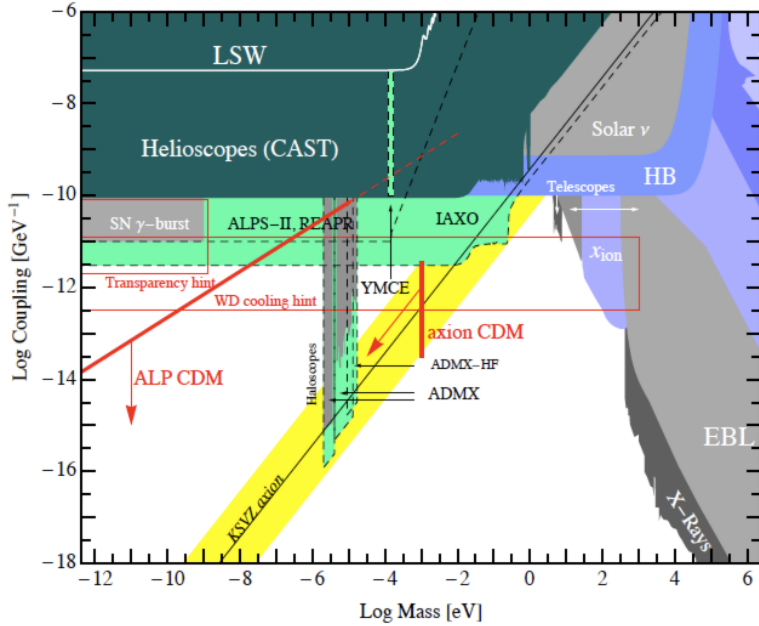 −6
LSW
−8
Solar ν
Helioscopes (CAST)
HB
Telescopes
−10
SN γ−burst
ALPS−II, REAPR
IAXO
x_ion
Transparency hint
−12
YMCE
WD cooling hint
axion CDM
ALP CDM
Haloscopes
ADMX−HF
−14
ADMX
EBL
−16
KSVZ axion
X−Rays
−18
−12
−10
−8
−6
−4
−2
0
2
4
6
Log Coupling [GeV⁻¹]
Log Mass [eV]